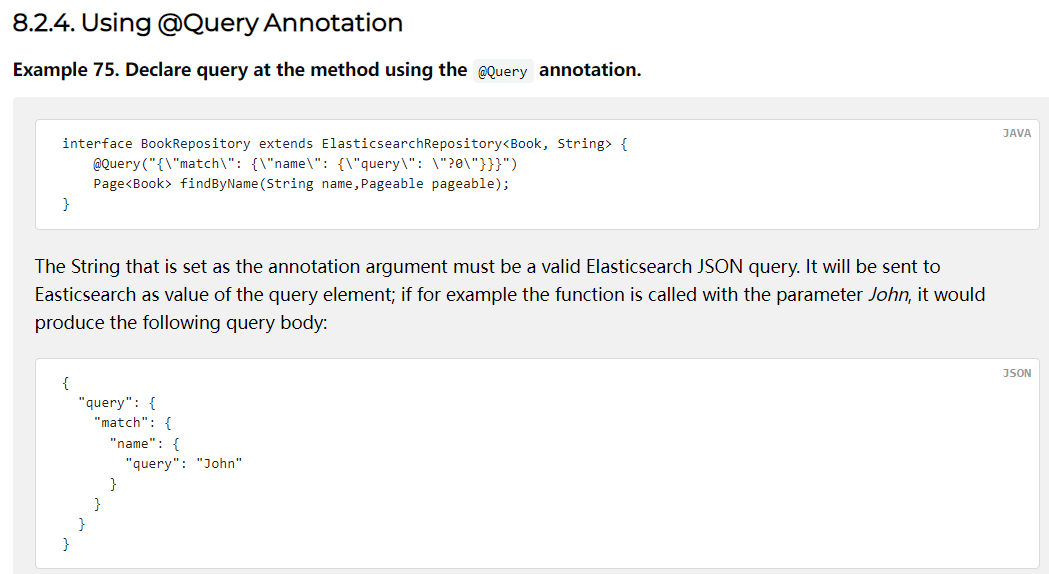 8.2.4. Using @Query Annotation
Example 75. Declare query at the method using the @Query annotation.
JAVA
interface BookRepository extends ElasticsearchRepository<Book, String> {
    @Query("{\"match\": {\"name\": {\"query\": \"?0\"}}}")
    Page<Book> findByName(String name,Pageable pageable);
}
The String that is set as the annotation argument must be a valid Elasticsearch JSON query. It will be sent to
Easticsearch as value of the query element; if for example the function is called with the parameter John, it would
produce the following query body:
JSON
{
  "query": {
    "match": {
      "name": {
        "query": "John"
      }
    }
  }
}